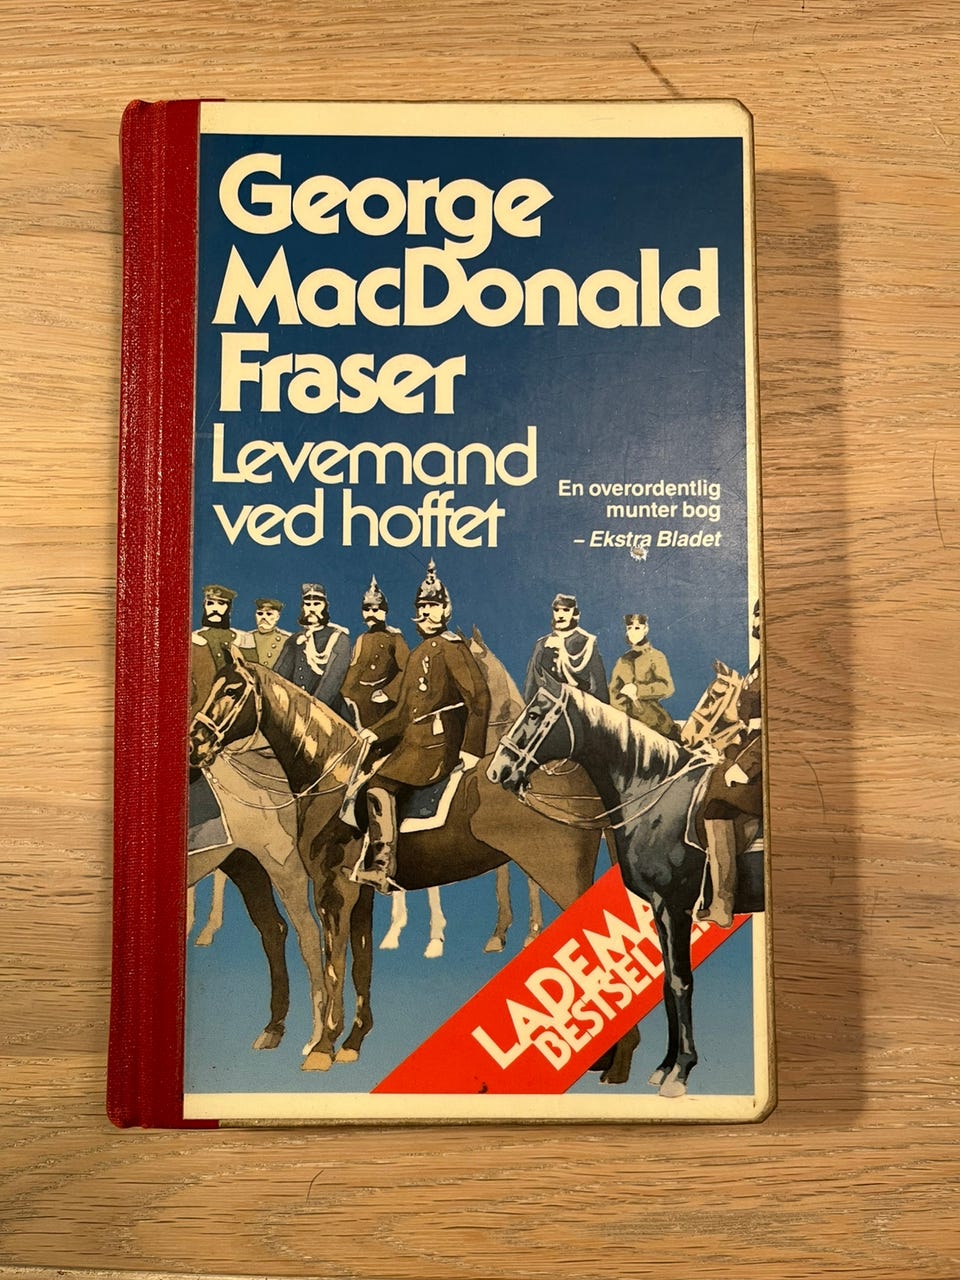 George
MacDonald
Fraser
Levemand
ved hoffet
En overordentlig
munter bog
– Ekstra Bladet